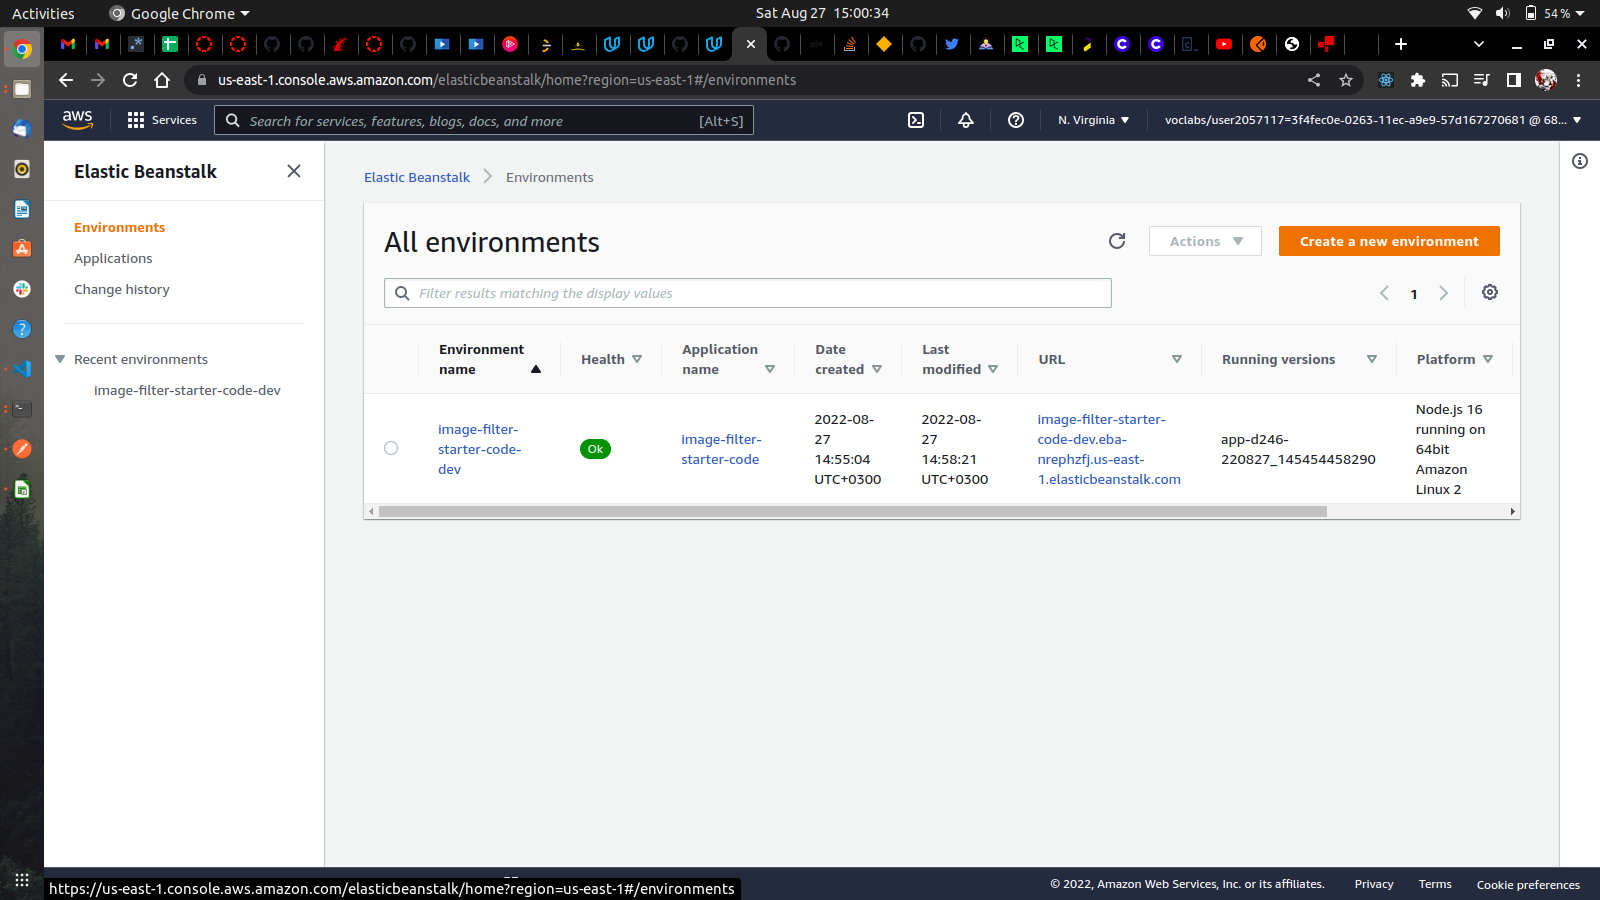 Activities
Google Chrome
Sat Aug 27 15:00:34
54 %
us-east-1.console.aws.amazon.com/elasticbeanstalk/home?region=us-east-1#/environments
aws
Services
Search for services, features, blogs, docs, and more
[Alt+S]
N. Virginia
voclabs/user2057117=3f4fec0e-0263-11ec-a9e9-57d167270681 @ 68...
Elastic Beanstalk
Environments
Applications
Change history
Recent environments
image-filter-starter-code-dev
Elastic Beanstalk
Environments
All environments
Actions
Create a new environment
Filter results matching the display values
1
Environment
name
Health
Application
name
Date
created
Last
modified
URL
Running versions
Platform
image-filter-
starter-code-
dev
Ok
image-filter-
starter-code
2022-08-
27
14:55:04
UTC+0300
2022-08-
27
14:58:21
UTC+0300
image-filter-starter-
code-dev.eba-
nrephzfj.us-east-
1.elasticbeanstalk.com
app-d246-
220827_145454458290
Node.js 16
running on
64bit
Amazon
Linux 2
https://us-east-1.console.aws.amazon.com/elasticbeanstalk/home?region=us-east-1#/environments
© 2022, Amazon Web Services, Inc. or its affiliates.
Privacy
Terms
Cookie preferences